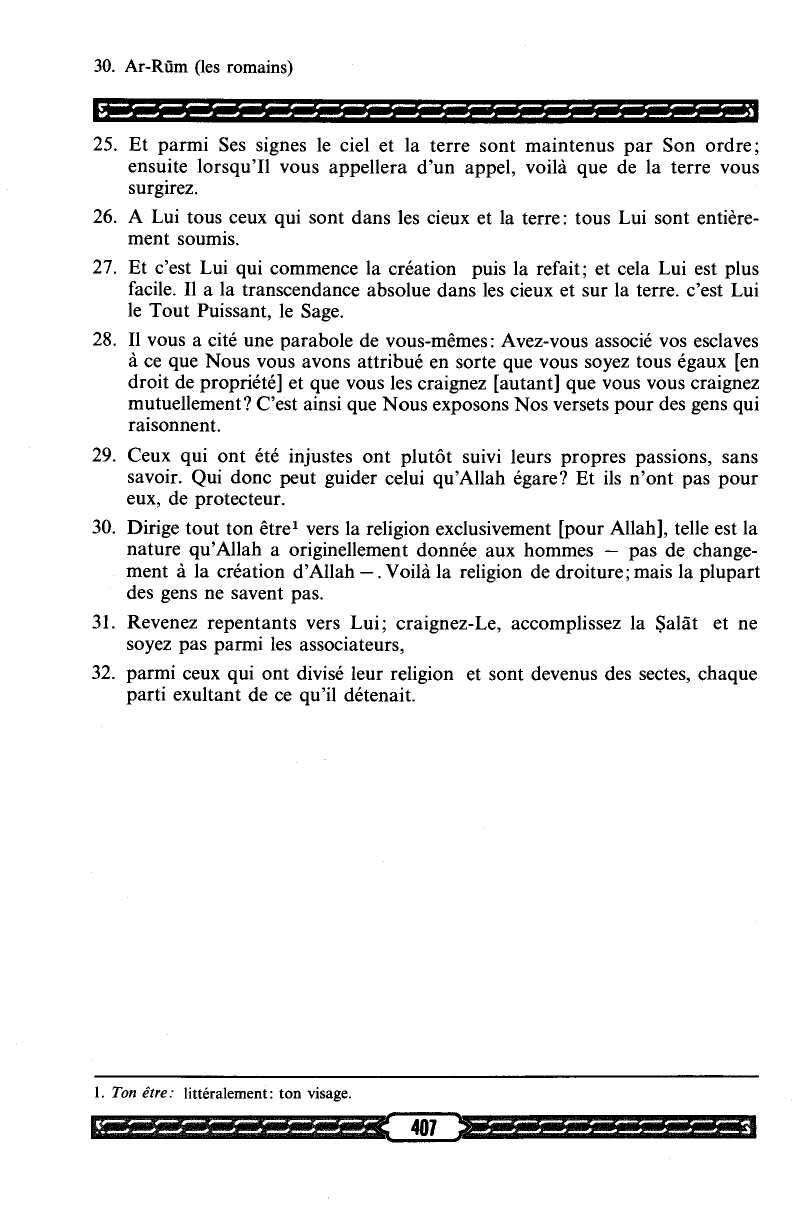 30. Ar-Rūm (les romains)
25. Et parmi Ses signes le ciel et la terre sont maintenus par Son ordre;
ensuite lorsqu'Il vous appellera d'un appel, voilà que de la terre vous
surgirez.
26. A Lui tous ceux qui sont dans les cieux et la terre: tous Lui sont entière-
ment soumis.
27. Et c'est Lui qui commence la création puis la refait; et cela Lui est plus
facile. Il a la transcendance absolue dans les cieux et sur la terre. c'est Lui
le Tout Puissant, le Sage.
28. Il vous a cité une parabole de vous-mêmes: Avez-vous associé vos esclaves
à ce que Nous vous avons attribué en sorte que vous soyez tous égaux [en
droit de propriété] et que vous les craignez [autant] que vous vous craignez
mutuellement? C'est ainsi que Nous exposons Nos versets pour des gens qui
raisonnent.
29. Ceux qui ont été injustes ont plutôt suivi leurs propres passions, sans
savoir. Qui donc peut guider celui qu'Allah égare? Et ils n'ont pas pour
eux, de protecteur.
30. Dirige tout ton être¹ vers la religion exclusivement [pour Allah], telle est la
nature qu'Allah a originellement donnée aux hommes — pas de change-
ment à la création d'Allah —. Voilà la religion de droiture; mais la plupart
des gens ne savent pas.
31. Revenez repentants vers Lui; craignez-Le, accomplissez la Ṣalāt et ne
soyez pas parmi les associateurs,
32. parmi ceux qui ont divisé leur religion et sont devenus des sectes, chaque
parti exultant de ce qu'il détenait.
1. Ton être: littéralement: ton visage.
407